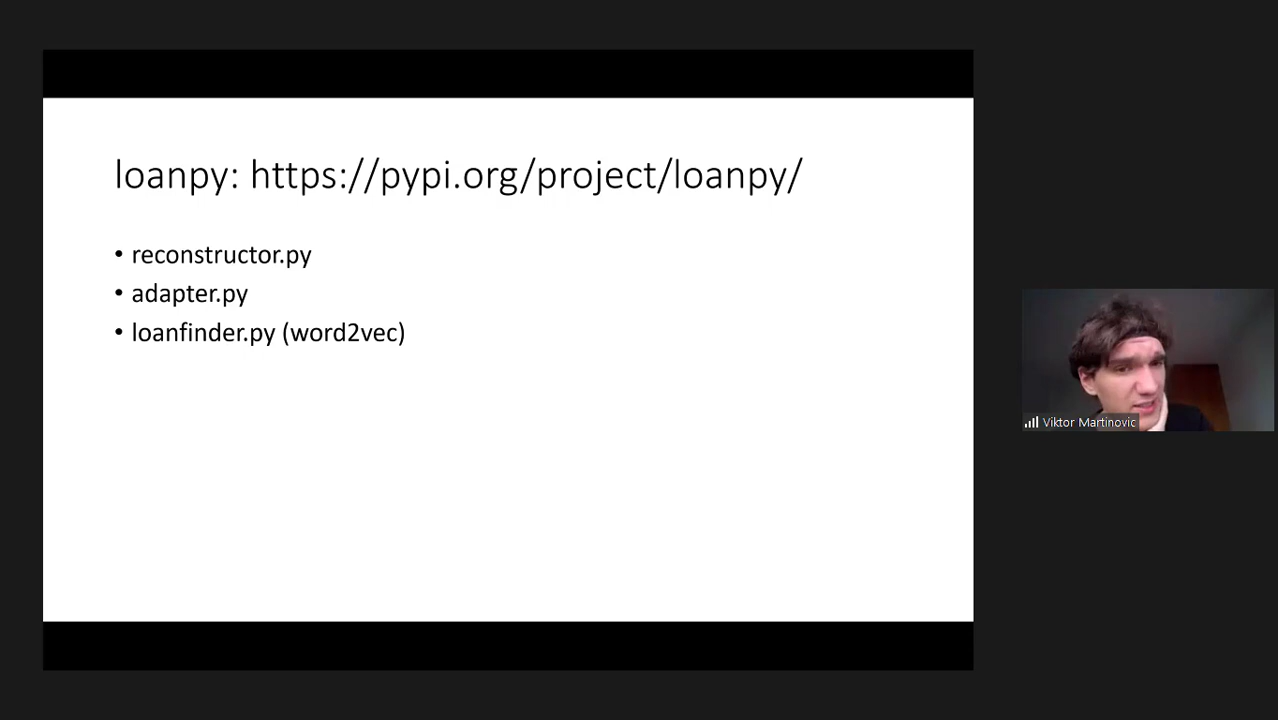 loanpy: https://pypi.org/project/loanpy/
• reconstructor.py
• adapter.py
• loanfinder.py (word2vec)
Viktor Martinovic